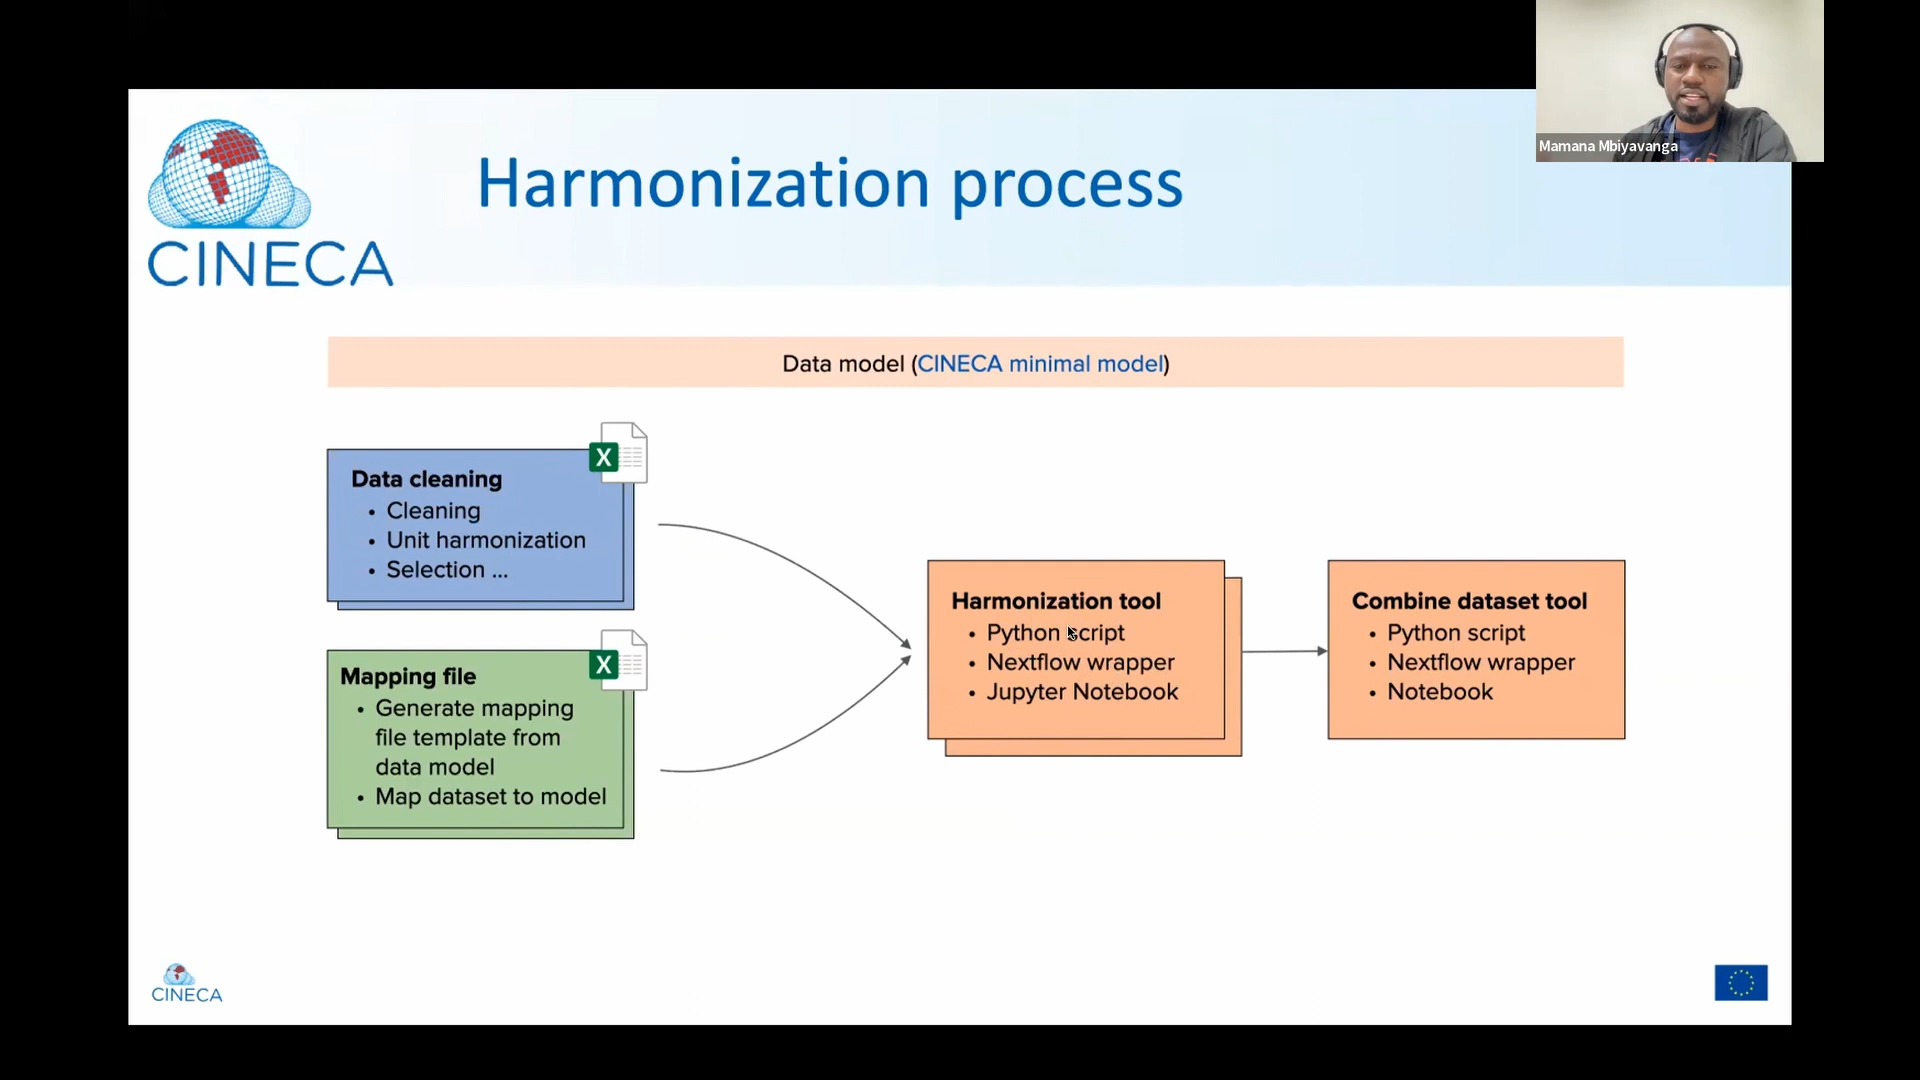 Mamana Mbiyavanga
CINECA
Harmonization process
Data model (CINECA minimal model)
X
Data cleaning
• Cleaning
• Unit harmonization
• Selection ...
X
Mapping file
• Generate mapping
file template from
data model
• Map dataset to model
Harmonization tool
• Python script
• Nextflow wrapper
• Jupyter Notebook
Combine dataset tool
• Python script
• Nextflow wrapper
• Notebook
CINECA